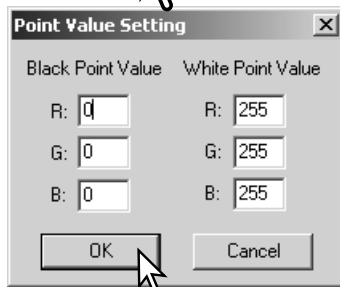 Point Value Setting
Black Point Value White Point Value
R: 0 R: 255
G: 0 G: 255
B: 0 B: 255
OK Cancel